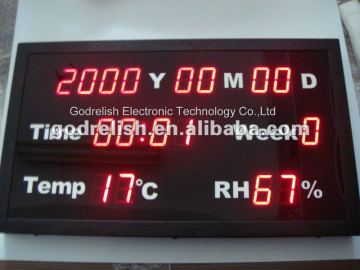 2000 Y 00 M 00 D
Godrelish Electronic Technology Co.,Ltd
Time 00:01 Week 0
godrelish.en.alibaba.com
Temp 17°C RH 67 %